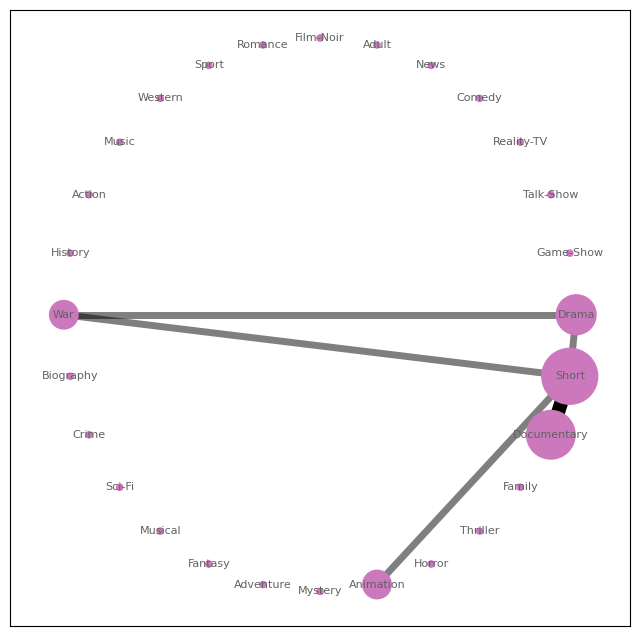 Film-Noir
Romance
Adult
Sport
News
Western
Comedy
Music
Reality-TV
Action
Talk-Show
History
Game-Show
War
Drama
Biography
Short
Crime
Documentary
Sci-Fi
Family
Musical
Thriller
Fantasy
Horror
Adventure
Animation
Mystery